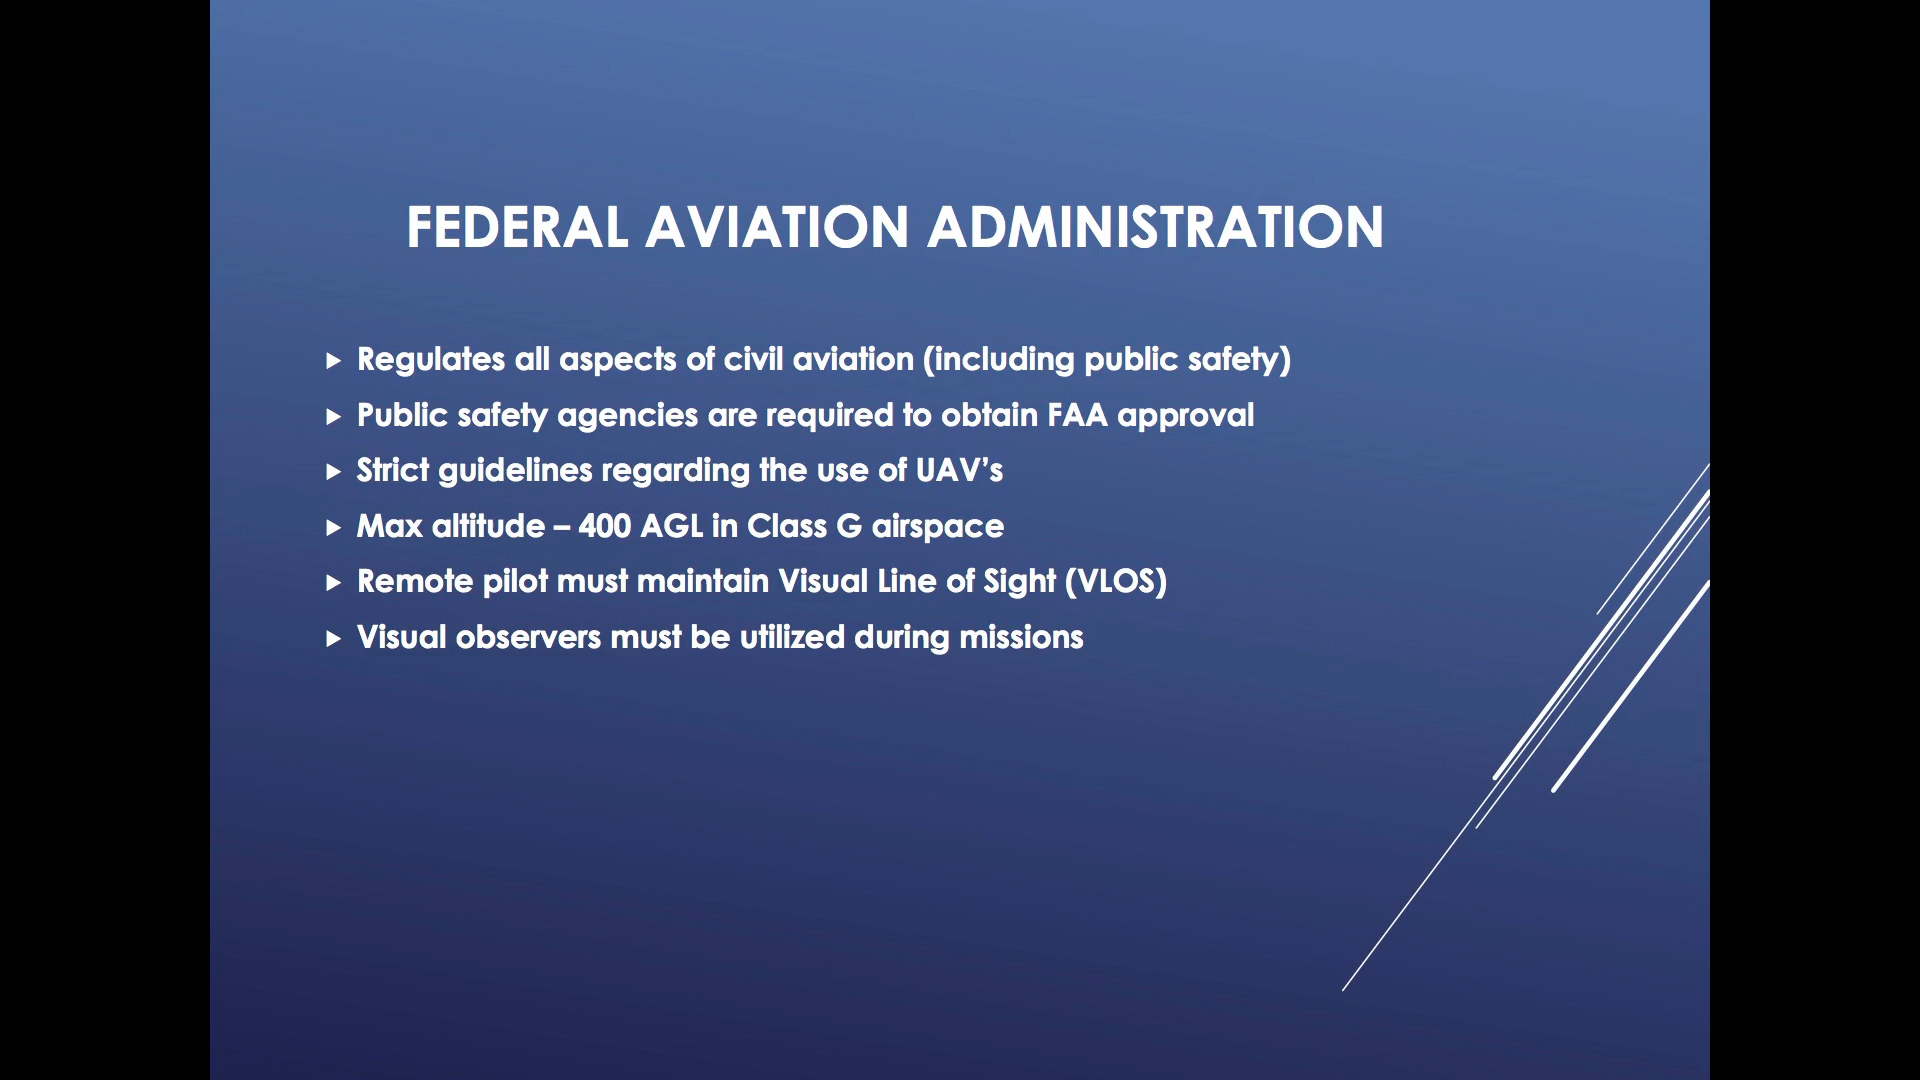 FEDERAL AVIATION ADMINISTRATION
Regulates all aspects of civil aviation (including public safety)
Public safety agencies are required to obtain FAA approval
Strict guidelines regarding the use of UAV’s
Max altitude – 400 AGL in Class G airspace
Remote pilot must maintain Visual Line of Sight (VLOS)
Visual observers must be utilized during missions